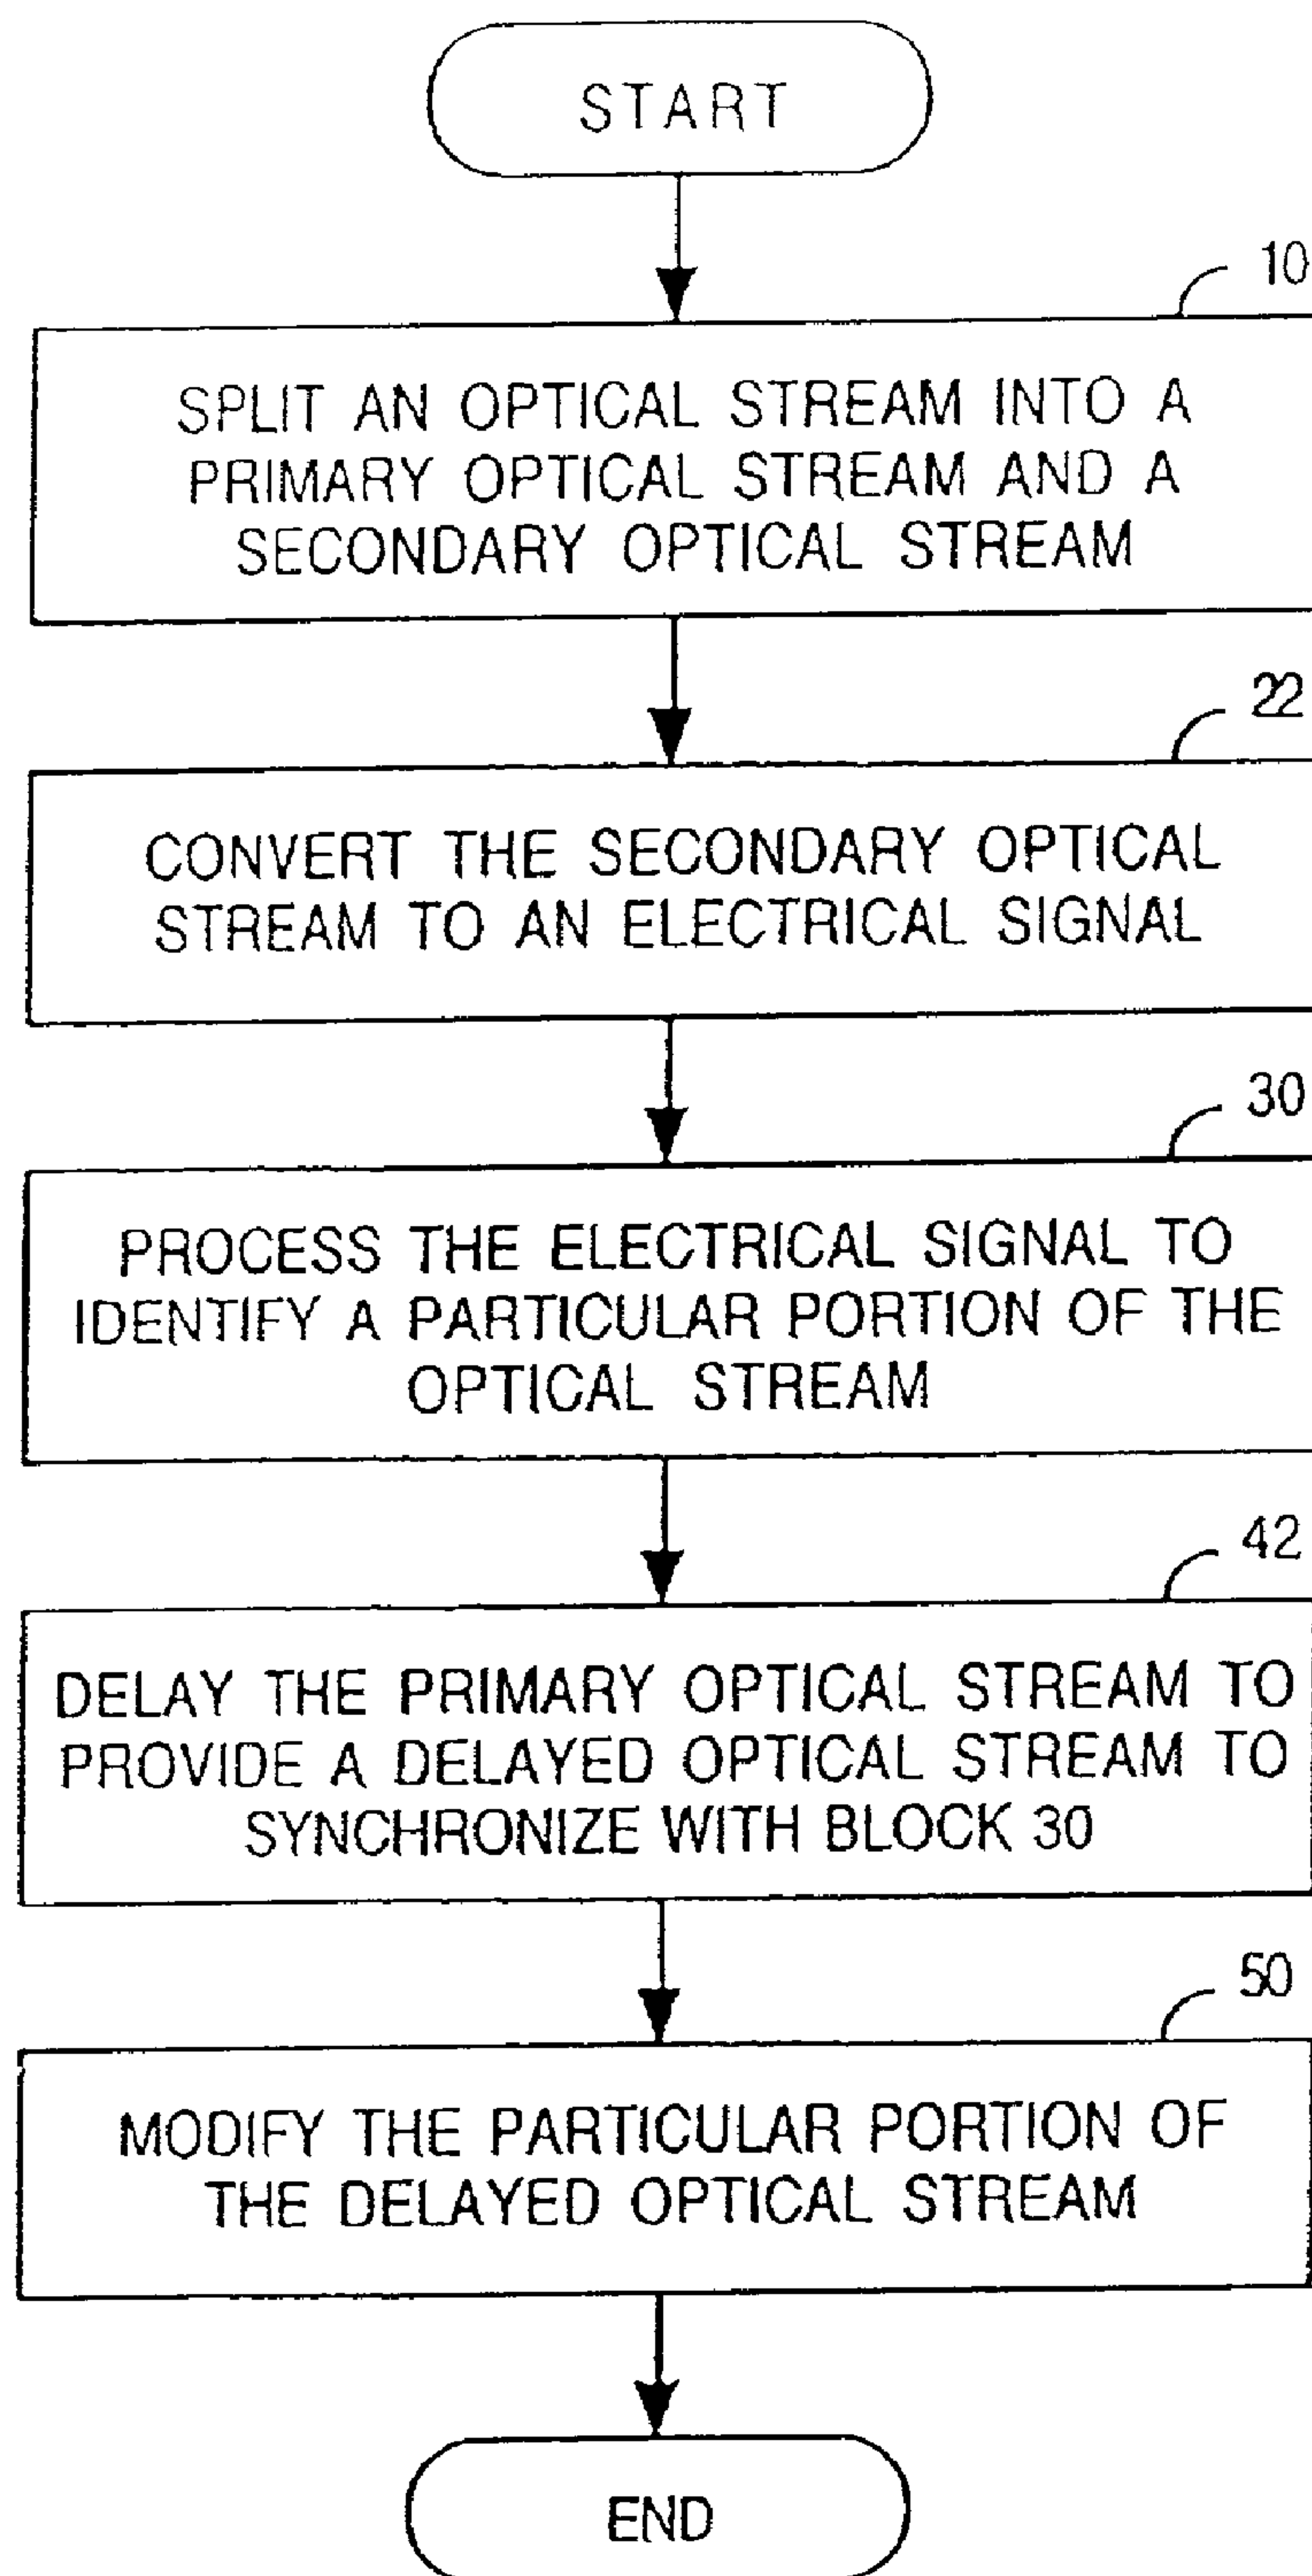 START
10
SPLIT AN OPTICAL STREAM INTO A
PRIMARY OPTICAL STREAM AND A
SECONDARY OPTICAL STREAM
22
CONVERT THE SECONDARY OPTICAL
STREAM TO AN ELECTRICAL SIGNAL
30
PROCESS THE ELECTRICAL SIGNAL TO
IDENTIFY A PARTICULAR PORTION OF THE
OPTICAL STREAM
42
DELAY THE PRIMARY OPTICAL STREAM TO
PROVIDE A DELAYED OPTICAL STREAM TO
SYNCHRONIZE WITH BLOCK 30
50
MODIFY THE PARTICULAR PORTION OF
THE DELAYED OPTICAL STREAM
END